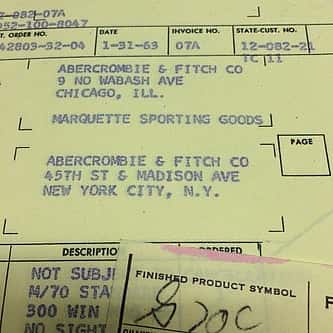 7-082-07A
052-100-8047
T. ORDER NO. DATE INVOICE NO. STATE-CUST. NO.
42803-32-04 1-31-63 07A 12-082-21
TC 11
ABERCROMBIE & FITCH CO
9 NO WABASH AVE
CHICAGO, ILL.
MARQUETTE SPORTING GOODS
PAGE
ABERCROMBIE & FITCH CO
45TH ST & MADISON AVE
NEW YORK CITY, N.Y.
DESCRIPTIO ORDERED
NOT SUBJ
M/70 STA
300 WIN
NO SIGHT
FINISHED PRODUCT SYMBOL